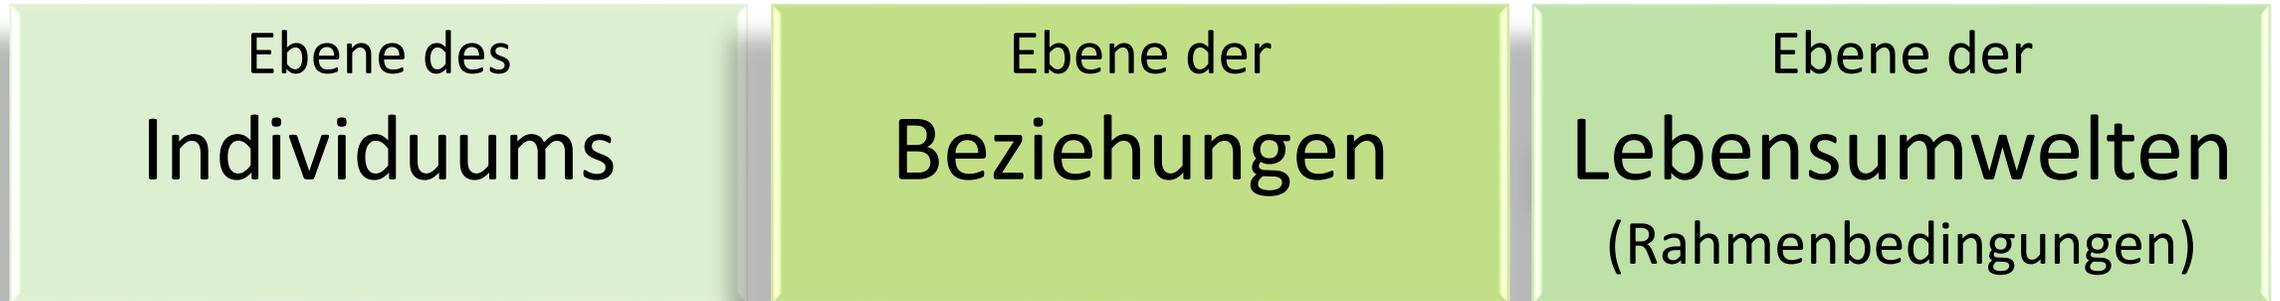 Ebene des
Individuums
Ebene der
Beziehungen
Ebene der
Lebensumwelten
(Rahmenbedingungen)